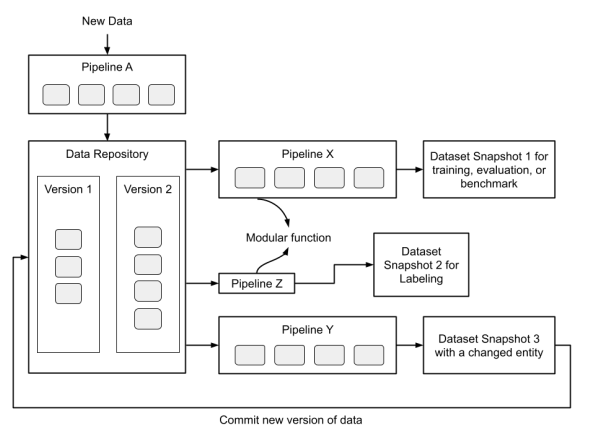 New Data
Pipeline A
Data Repository
Version 1
Version 2
Pipeline X
Dataset Snapshot 1 for
training, evaluation, or
benchmark
Modular function
Pipeline Z
Dataset
Snapshot 2 for
Labeling
Pipeline Y
Dataset Snapshot 3
with a changed entity
Commit new version of data